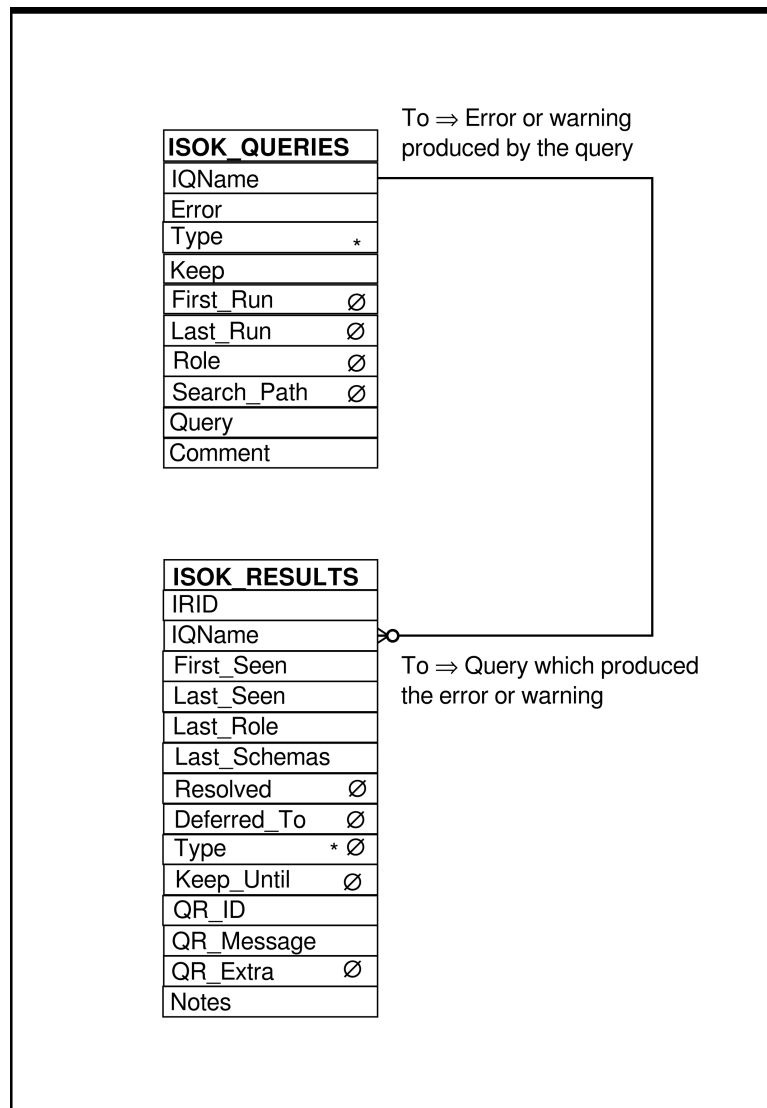 To ⇒ Error or warning
produced by the query
ISOK_QUERIES
IQName
Error
Type *
Keep
First_Run ∅
Last_Run ∅
Role ∅
Search_Path ∅
Query
Comment
ISOK_RESULTS
IRID
IQName
First_Seen
Last_Seen
Last_Role
Last_Schemas
Resolved ∅
Deferred_To ∅
Type * ∅
Keep_Until ∅
QR_ID
QR_Message
QR_Extra ∅
Notes
To ⇒ Query which produced
the error or warning